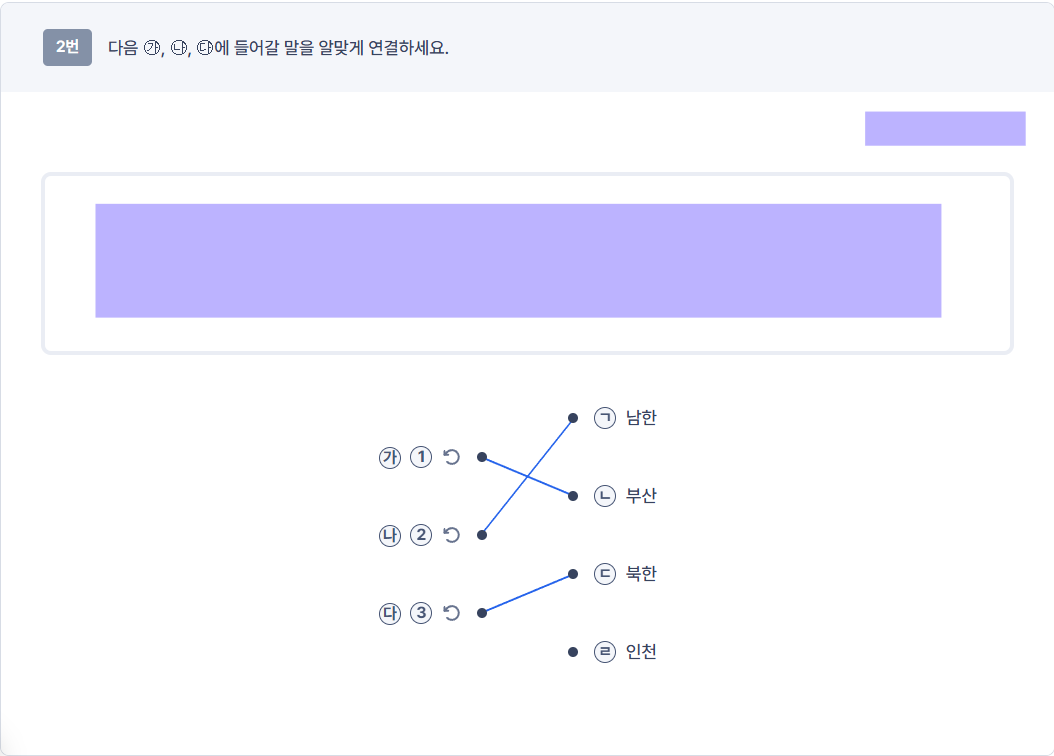 2번 다음 ㉮, ㉯, ㉰에 들어갈 말을 알맞게 연결하세요.
㉠ 남한
㉮ ①
㉡ 부산
㉯ ②
㉢ 북한
㉰ ③
㉣ 인천